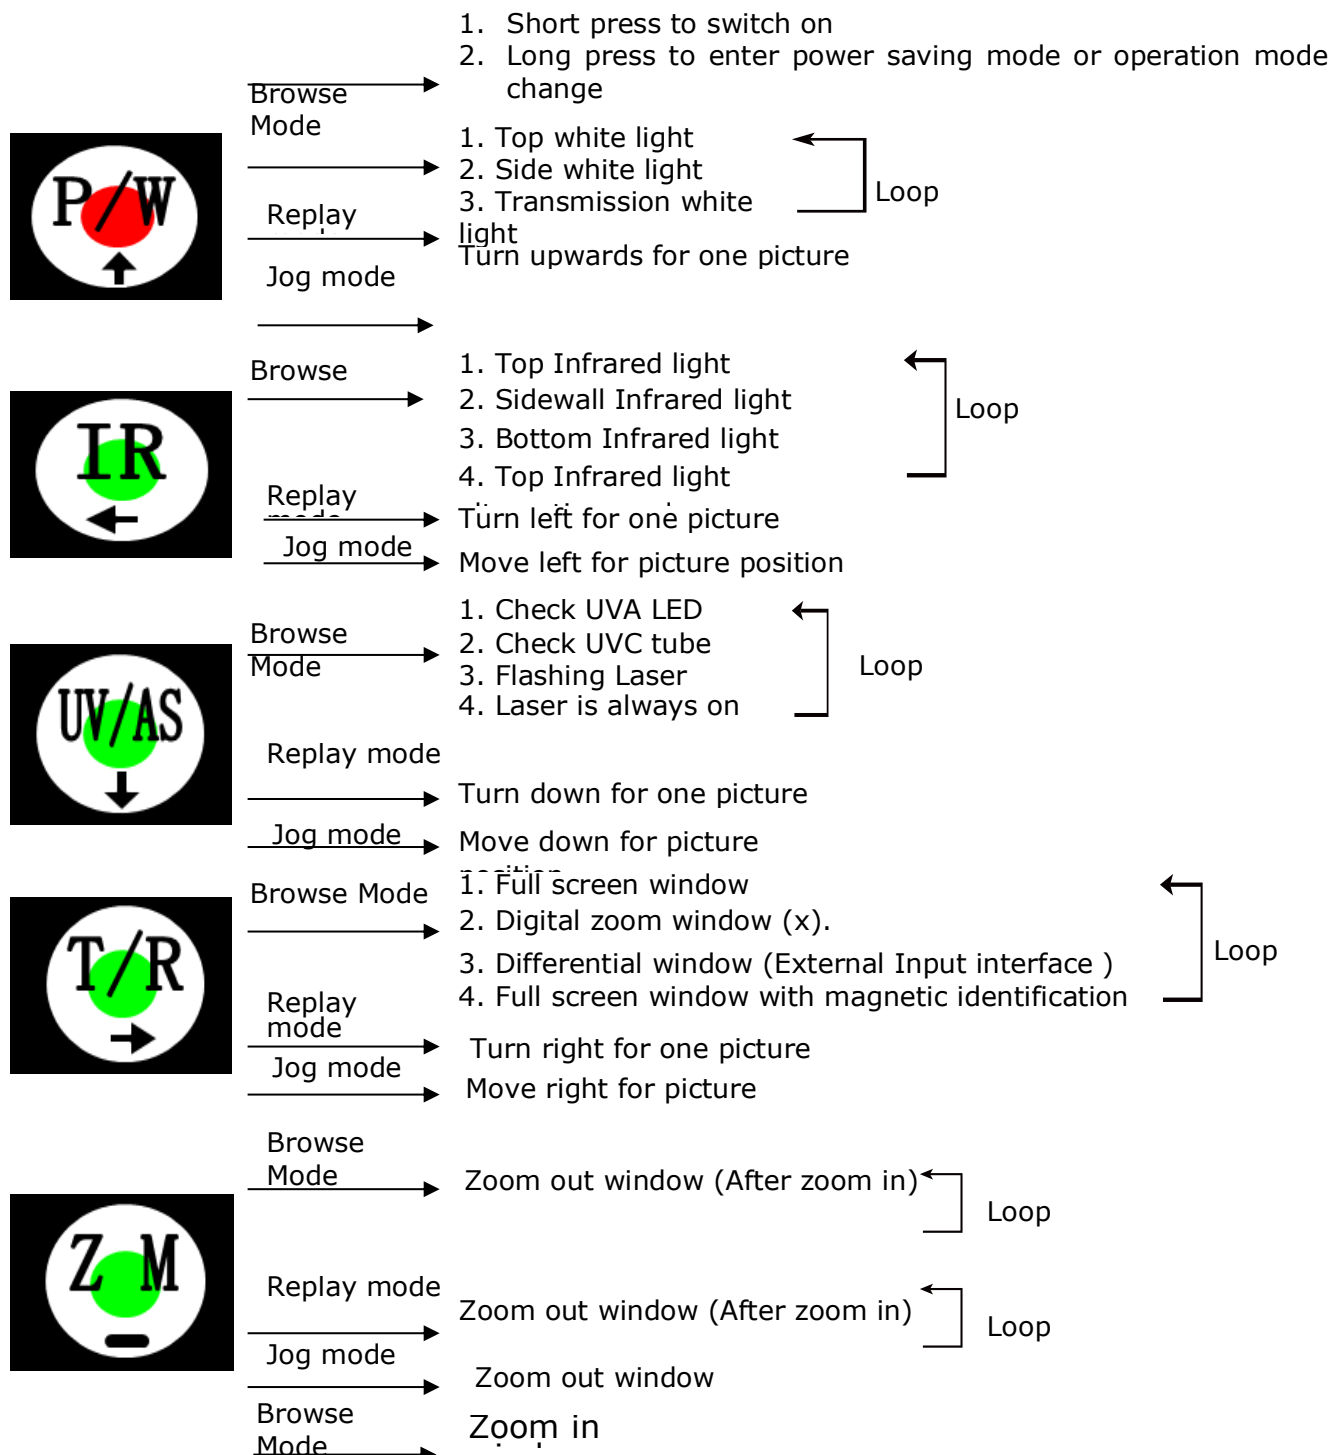 1. Short press to switch on
2. Long press to enter power saving mode or operation mode
change
Browse
Mode
1. Top white light
2. Side white light
3. Transmission white
light
Loop
P/W
Replay
Turn upwards for one picture
Jog mode
Browse
1. Top Infrared light
2. Sidewall Infrared light
3. Bottom Infrared light
4. Top Infrared light
Loop
IR
Replay
mode
Turn left for one picture
Jog mode
Move left for picture position
Browse
Mode
1. Check UVA LED
2. Check UVC tube
3. Flashing Laser
4. Laser is always on
Loop
UV/AS
Replay mode
Turn down for one picture
Jog mode
Move down for picture
position
Browse Mode
1. Full screen window
2. Digital zoom window (x).
3. Differential window (External Input interface )
4. Full screen window with magnetic identification
Loop
T/R
Replay
mode
Turn right for one picture
Jog mode
Move right for picture
Browse
Mode
Zoom out window (After zoom in)
Loop
Z M
Replay mode
Zoom out window (After zoom in)
Loop
Jog mode
Zoom out window
Browse
Mode
Zoom in